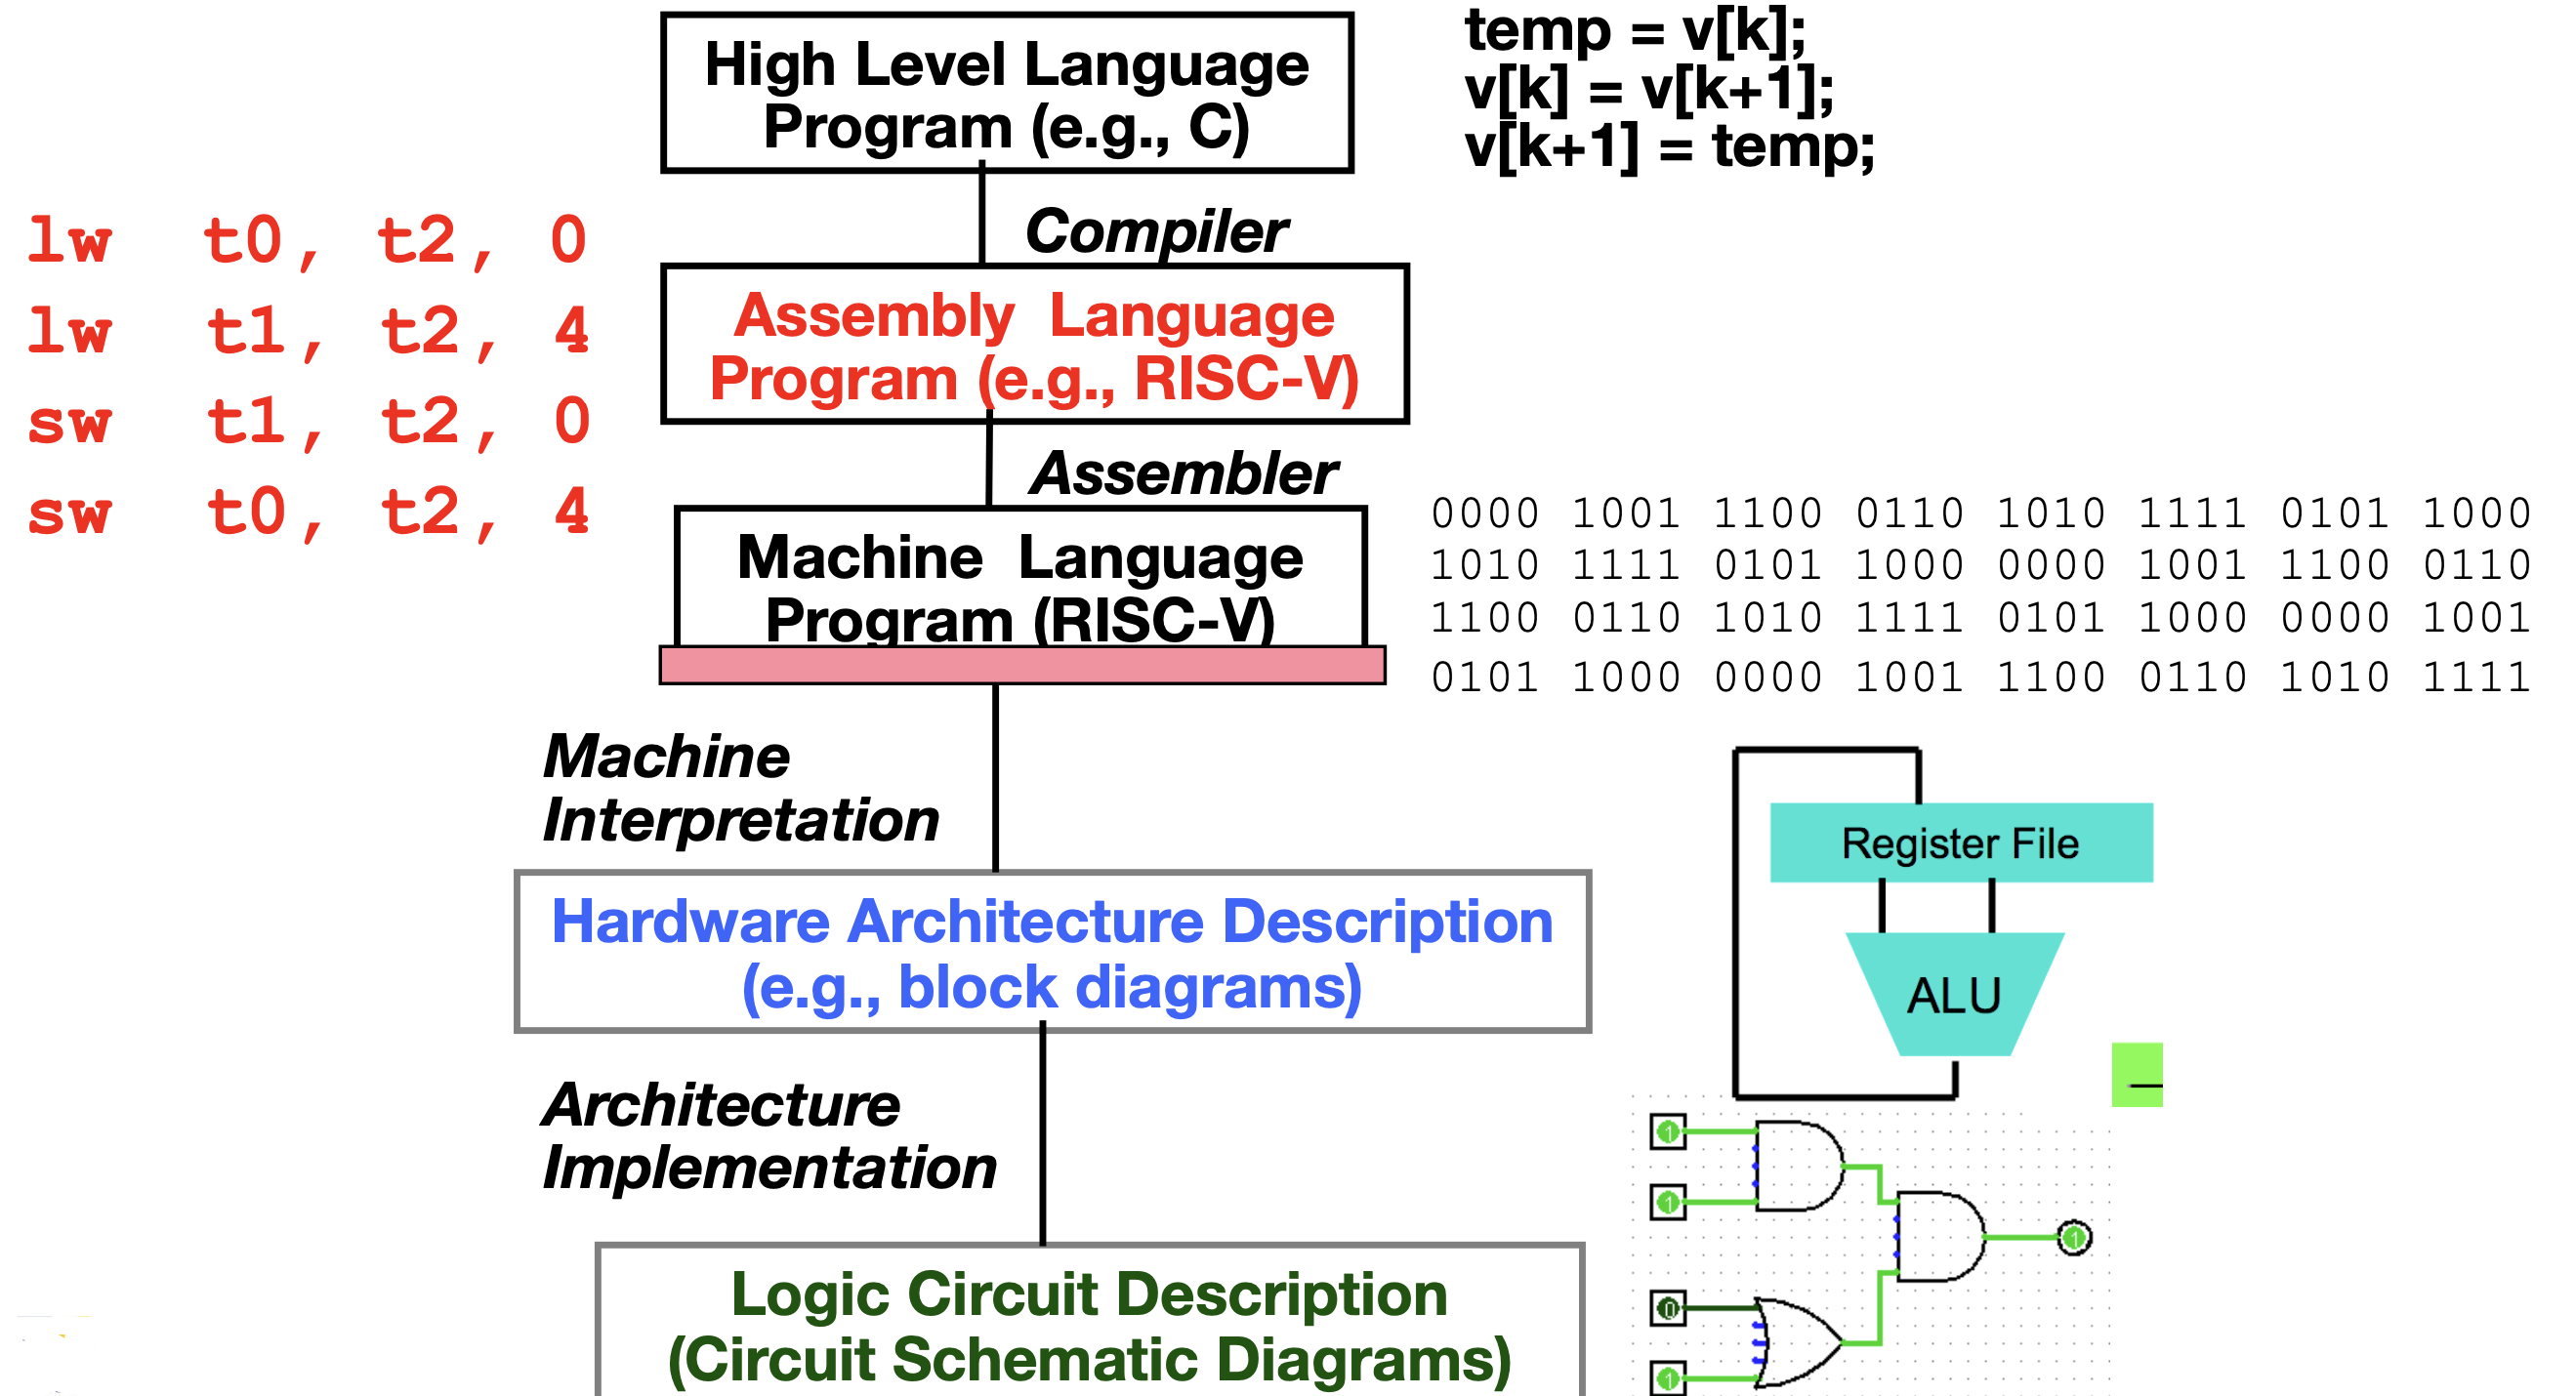 High Level Language
Program (e.g., C)
temp = v[k];
v[k] = v[k+1];
v[k+1] = temp;
Compiler
lw t0, t2, 0
lw t1, t2, 4
sw t1, t2, 0
sw t0, t2, 4
Assembly Language
Program (e.g., RISC-V)
Assembler
Machine Language
Program (RISC-V)
0000 1001 1100 0110 1010 1111 0101 1000
1010 1111 0101 1000 0000 1001 1100 0110
1100 0110 1010 1111 0101 1000 0000 1001
0101 1000 0000 1001 1100 0110 1010 1111
Machine
Interpretation
Register File
ALU
Hardware Architecture Description
(e.g., block diagrams)
Architecture
Implementation
1
1
1
0
1
Logic Circuit Description
(Circuit Schematic Diagrams)